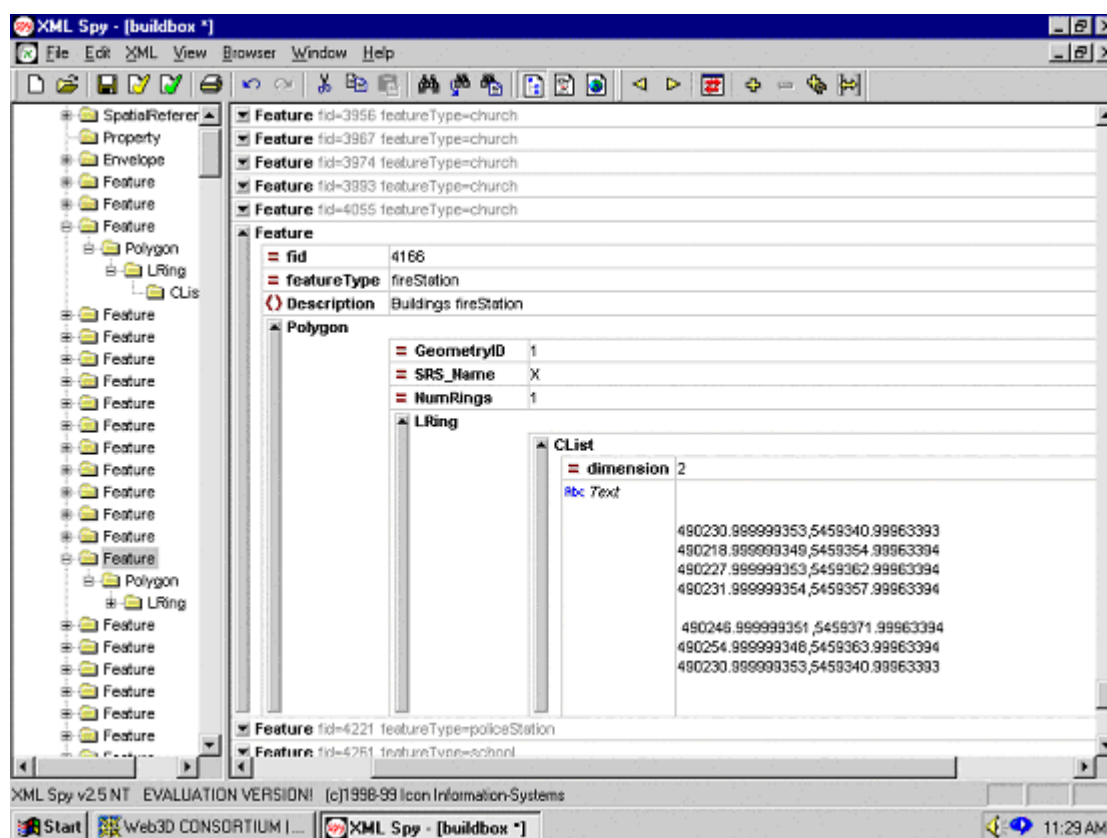 XML Spy - [buildbox *]
File Edit XML View Browser Window Help
SpatialReferer
Property
Envelope
Feature
Feature
Feature
Polygon
LRing
CLis
Feature
Feature
Feature
Feature
Feature
Feature
Feature
Feature
Feature
Feature
Feature
Feature
Polygon
LRing
Feature
Feature
Feature
Feature
Feature
Feature
Feature fid=3956 featureType=church
Feature fid=3967 featureType=church
Feature fid=3974 featureType=church
Feature fid=3993 featureType=church
Feature fid=4055 featureType=church
Feature
= fid 4166
= featureType fireStation
() Description Buildings fireStation
Polygon
= GeometryID 1
= SRS_Name X
= NumRings 1
LRing
CList
= dimension 2
Abc Text
490230.999999353,5459340.99963393
490218.999999349,5459354.99963394
490227.999999353,5459362.99963394
490231.999999354,5459357.99963394
490246.999999351,5459371.99963394
490254.999999348,5459363.99963394
490230.999999353,5459340.99963393
Feature fid=4221 featureType=policeStation
Feature fid=4261 featureType=school
XML Spy v2.5 NT EVALUATION VERSION! (c)1998-99 Icon Information-Systems
Start Web3D CONSORTIUM |... XML Spy - [buildbox *] 11:29 AM